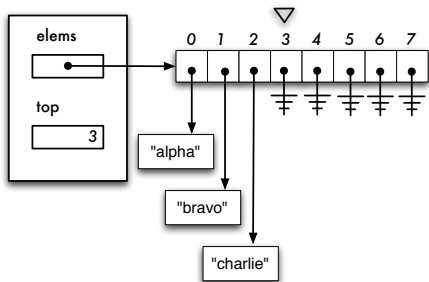 elems
0 1 2 3 4 5 6 7
top
3
"alpha"
"bravo"
"charlie"